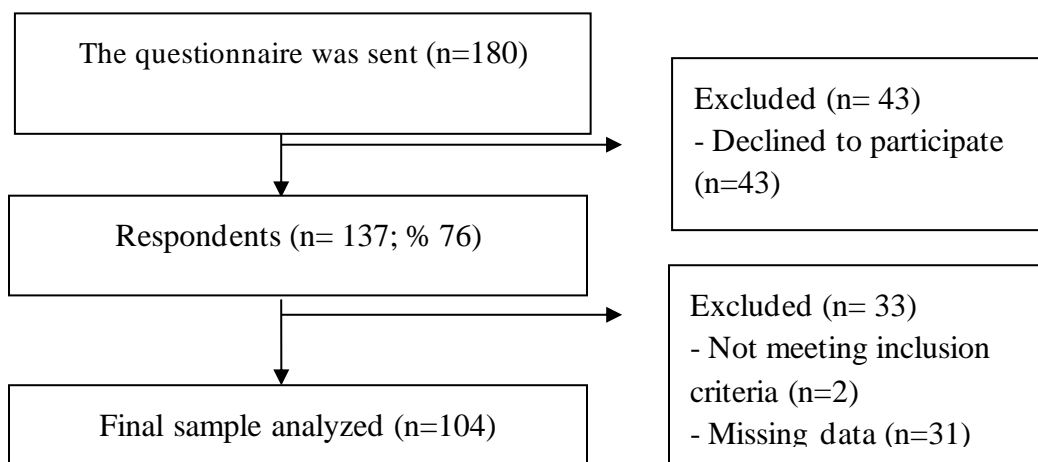 The questionnaire was sent (n=180)
Excluded (n= 43)
- Declined to participate
(n=43)
Respondents (n= 137; % 76)
Excluded (n= 33)
- Not meeting inclusion
criteria (n=2)
- Missing data (n=31)
Final sample analyzed (n=104)